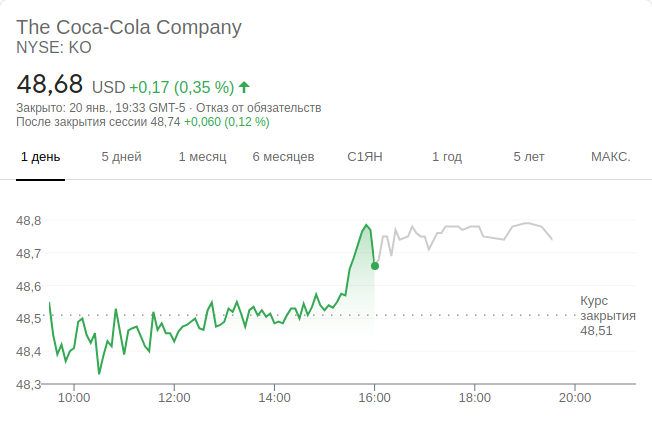 The Coca-Cola Company
NYSE: KO
48,68 USD +0,17 (0,35 %)
Закрыто: 20 янв., 19:33 GMT-5 · Отказ от обязательств
После закрытия сессии 48,74 +0,060 (0,12 %)
1 день 5 дней 1 месяц 6 месяцев С1ЯН 1 год 5 лет МАКС.
48,8
48,7
48,6
48,5
48,4
48,3
Курс
закрытия
48,51
10:00 12:00 14:00 16:00 18:00 20:00